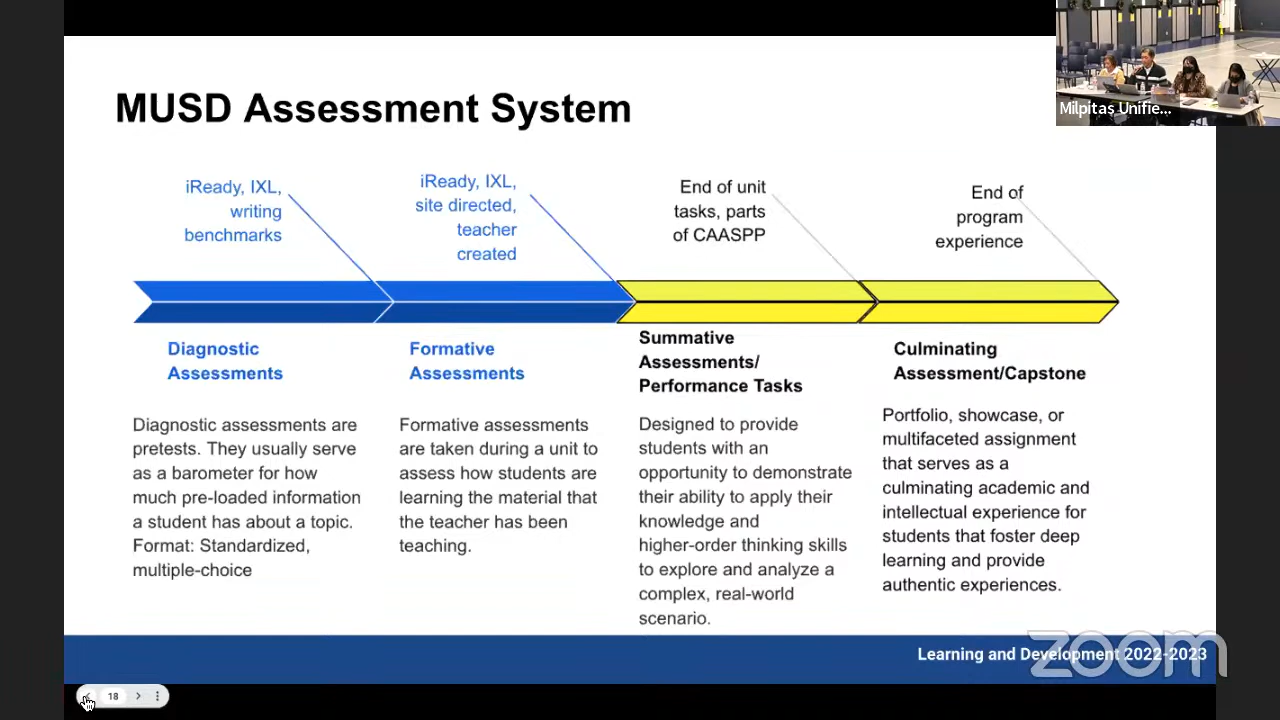 Milpitas Unifie...
MUSD Assessment System
iReady, IXL,
writing
benchmarks
iReady, IXL,
site directed,
teacher
created
End of unit
tasks, parts
of CAASPP
End of
program
experience
Diagnostic
Assessments
Formative
Assessments
Summative
Assessments/
Performance Tasks
Culminating
Assessment/Capstone
Diagnostic assessments are
pretests. They usually serve
as a barometer for how
much pre-loaded information
a student has about a topic.
Format: Standardized,
multiple-choice
Formative assessments
are taken during a unit to
assess how students are
learning the material that
the teacher has been
teaching.
Designed to provide
students with an
opportunity to demonstrate
their ability to apply their
knowledge and
higher-order thinking skills
to explore and analyze a
complex, real-world
scenario.
Portfolio, showcase, or
multifaceted assignment
that serves as a
culminating academic and
intellectual experience for
students that foster deep
learning and provide
authentic experiences.
Learning and Development 2022-2023
zoom
18